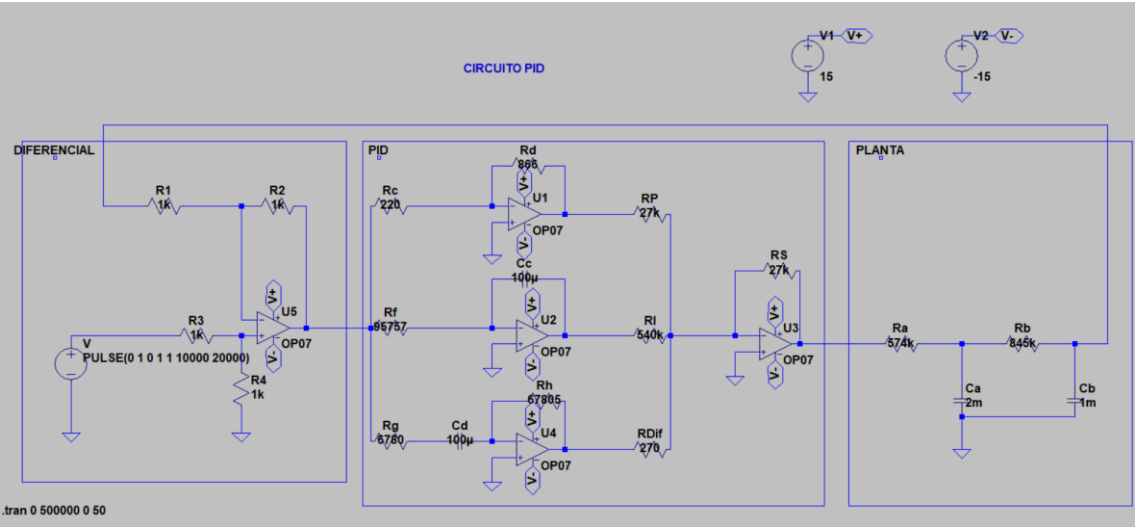 CIRCUITO PID
V1
V+
15
V2
V-
-15
DIFERENCIAL
R1
1k
R2
1k
R3
1k
R4
1k
V+
U5
OP07
V-
V
PULSE(0 1 0 1 1 10000 20000)
PID
Rc
220
Rd
866
V+
U1
OP07
V-
RP
27k
Rf
95757
Cc
100µ
V+
U2
OP07
V-
RI
540k
Rg
6780
Cd
100µ
Rh
67805
V+
U4
OP07
V-
RDif
270
RS
27k
V+
U3
OP07
V-
PLANTA
Ra
574k
Rb
845k
Ca
2m
Cb
1m
.tran 0 500000 0 50